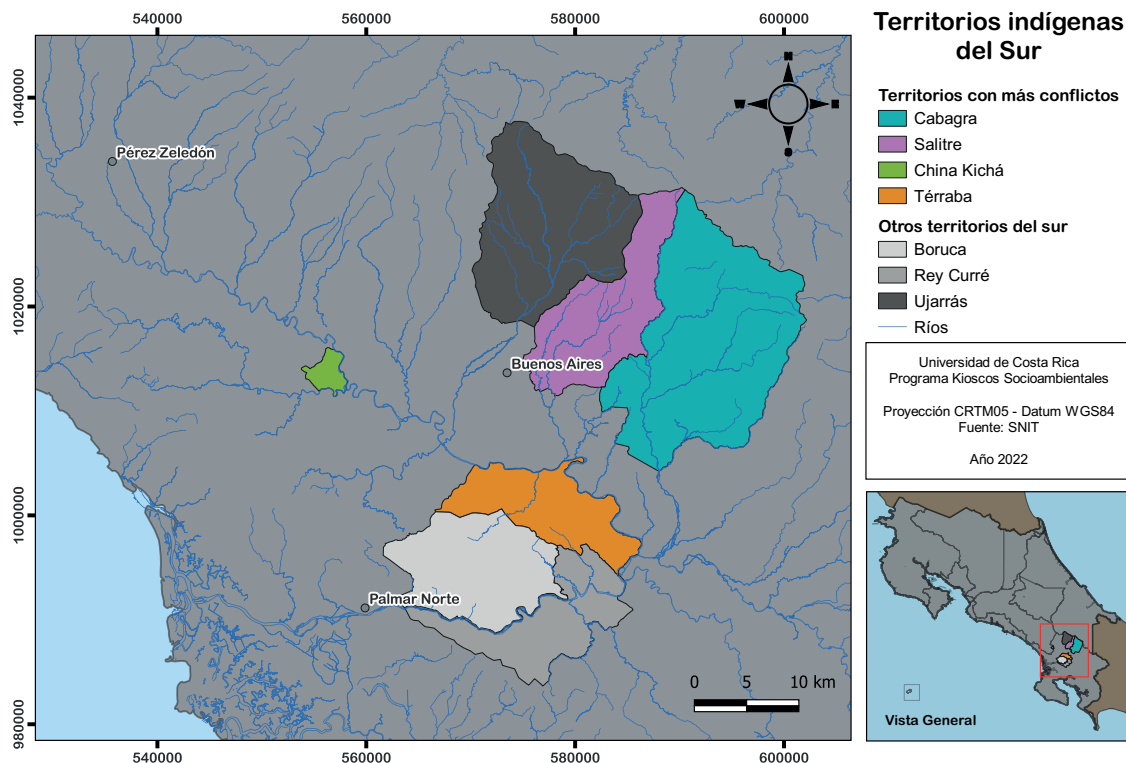 Territorios indígenas
del Sur
Territorios con más conflictos
Cabagra
Salitre
China Kichá
Térraba
Otros territorios del sur
Boruca
Rey Curré
Ujarrás
Ríos
Universidad de Costa Rica
Programa Kioscos Socioambientales
Proyección CRTM05 - Datum WGS84
Fuente: SNIT
Año 2022
Vista General
540000
560000
580000
600000
1040000
1020000
1000000
980000
N
W
E
S
Pérez Zeledón
Buenos Aires
Palmar Norte
0 5 10 km
540000
560000
580000
600000